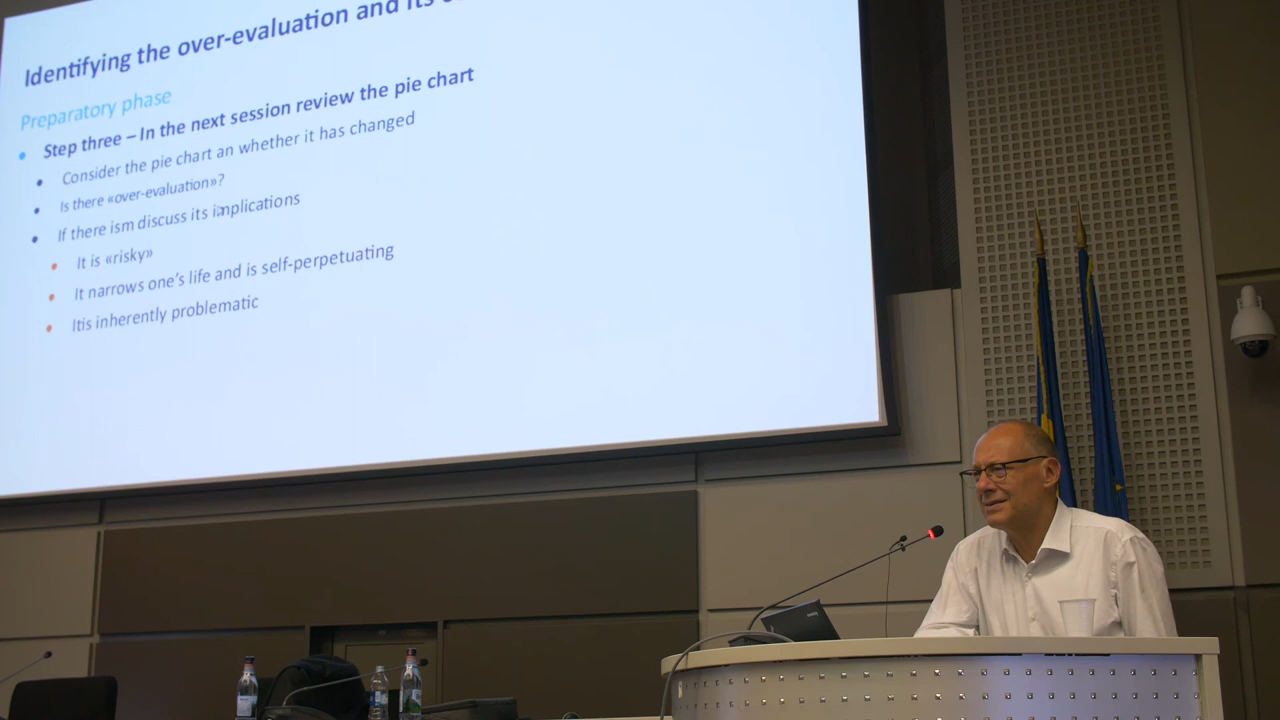 Identifying the over-evaluation and its
Preparatory phase
Step three – In the next session review the pie chart
Consider the pie chart an whether it has changed
Is there «over-evaluation»?
If there ism discuss its implications
It is «risky»
It narrows one's life and is self-perpetuating
Itis inherently problematic